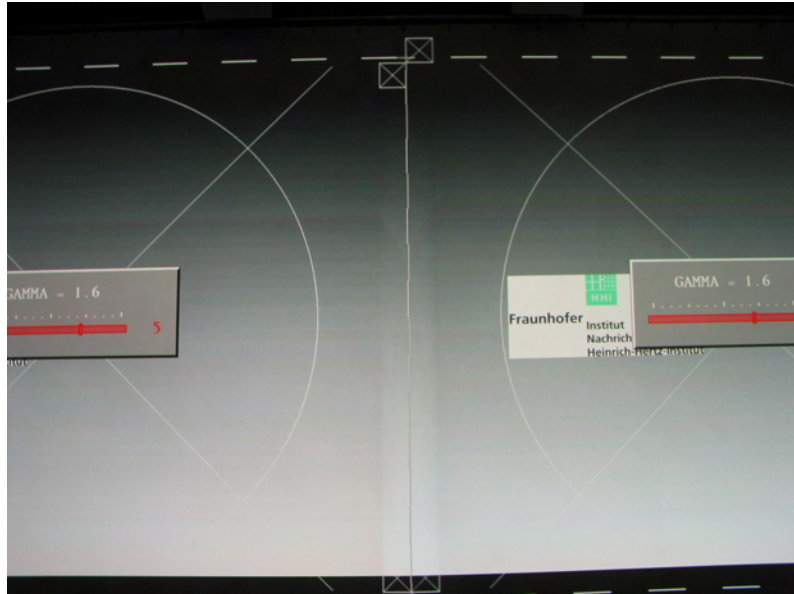 GAMMA = 1.6
5
HHI
Fraunhofer
Institut
Nachrich
Heinrich-Hertz-Institut
GAMMA = 1.6